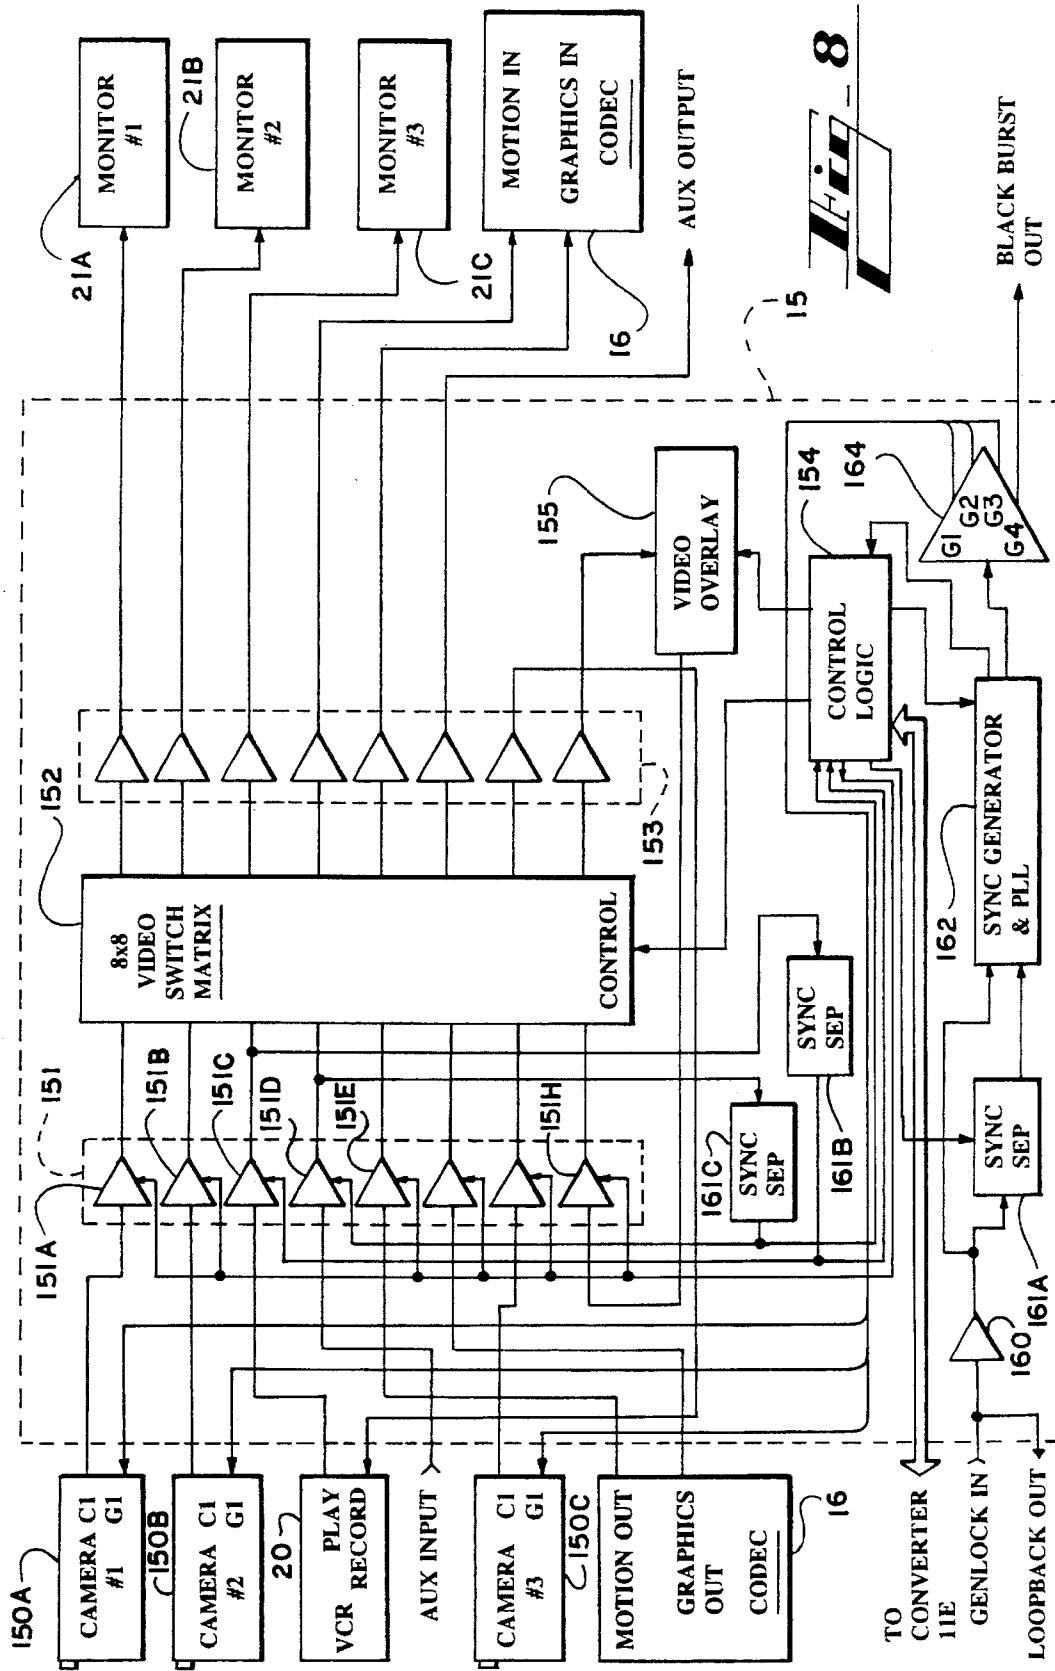 150A
CAMERA C1
#1 G1
150B
CAMERA C1
#2 G1
20
PLAY
VCR RECORD
AUX INPUT
CAMERA C1
#3 G1
150C
MOTION OUT
GRAPHICS
OUT
CODEC
16
TO
CONVERTER
11E
GENLOCK IN
LOOPBACK OUT
151A
151
151B
151C
151D
151E
151H
161C
SYNC
SEP
SYNC
SEP
161B
160
161A
SYNC
SEP
152
8x8
VIDEO
SWITCH
MATRIX
CONTROL
153
155
VIDEO
OVERLAY
CONTROL
LOGIC
154
162
SYNC GENERATOR
& PLL
164
G1
G2
G3
G4
15
21A
MONITOR
#1
21B
MONITOR
#2
MONITOR
#3
21C
MOTION IN
GRAPHICS IN
CODEC
16
AUX OUTPUT
BLACK BURST
OUT
FIG. 8